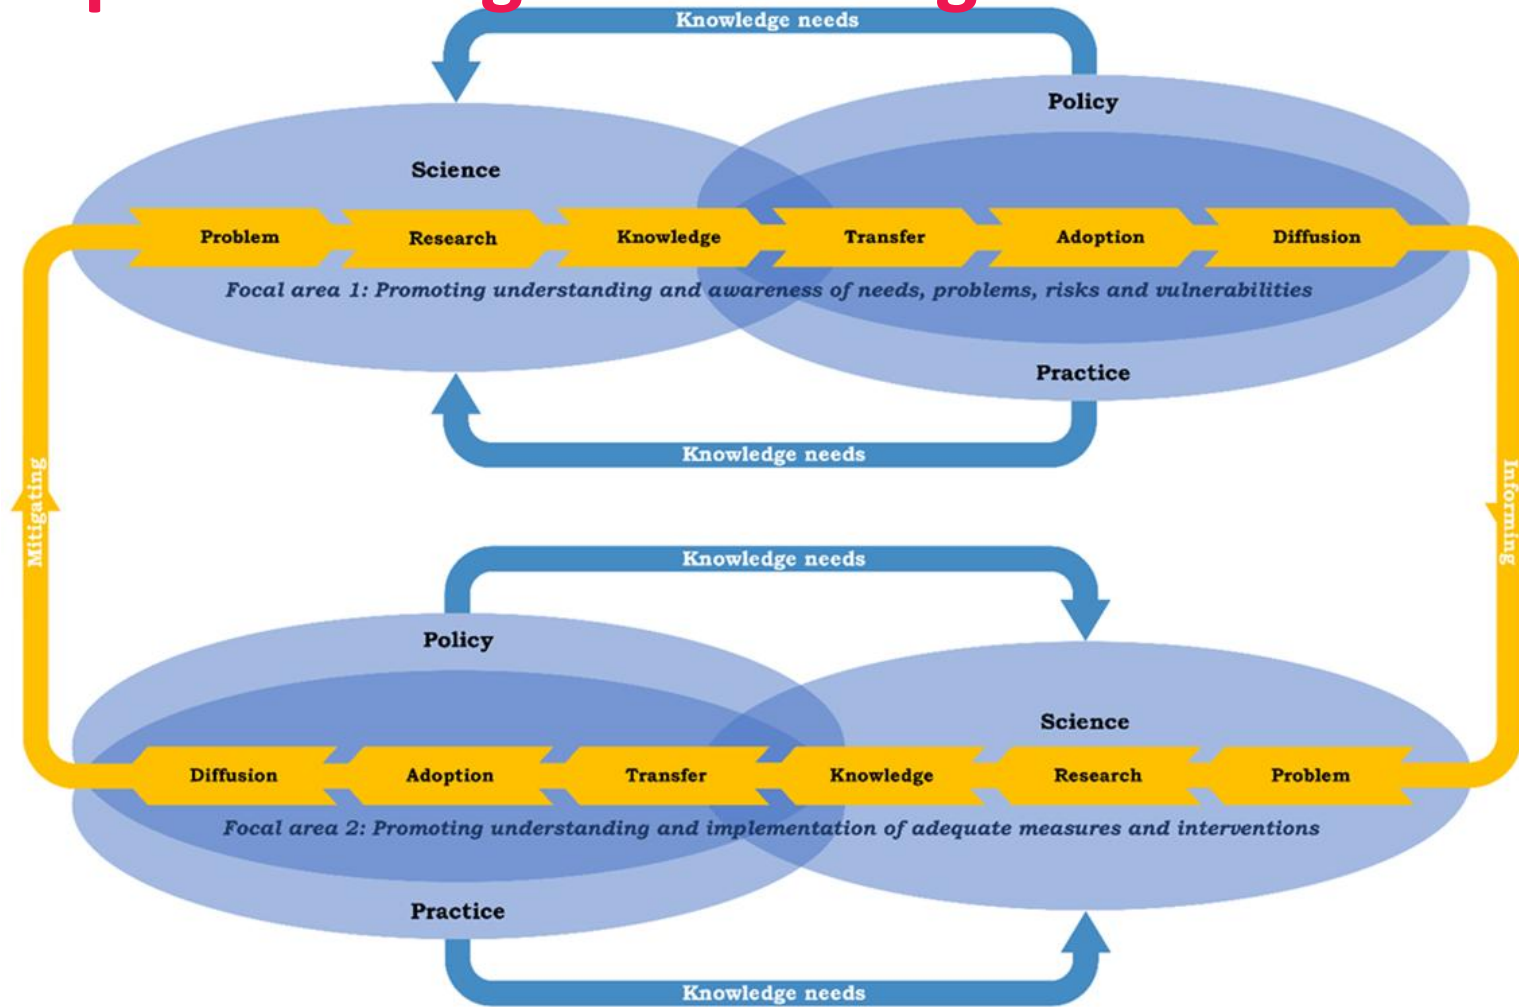 Knowledge needs
Policy
Science
Problem
Research
Knowledge
Transfer
Adoption
Diffusion
Focal area 1: Promoting understanding and awareness of needs, problems, risks and vulnerabilities
Practice
Knowledge needs
Mitigating
Informing
Knowledge needs
Policy
Science
Diffusion
Adoption
Transfer
Knowledge
Research
Problem
Focal area 2: Promoting understanding and implementation of adequate measures and interventions
Practice
Knowledge needs